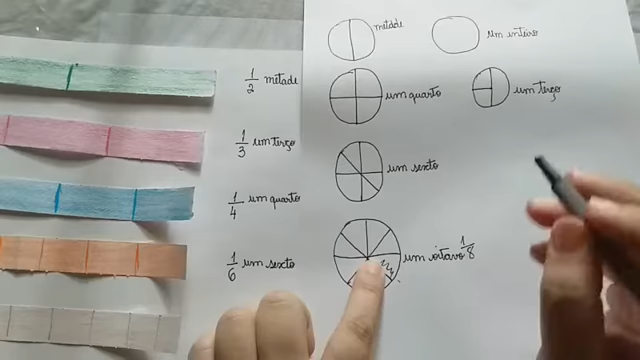 metade
um inteiro
1/2 metade
um quarto
um terço
1/3 um terço
um sexto
1/4 um quarto
um oitavo 1/8
1/6 um sexto